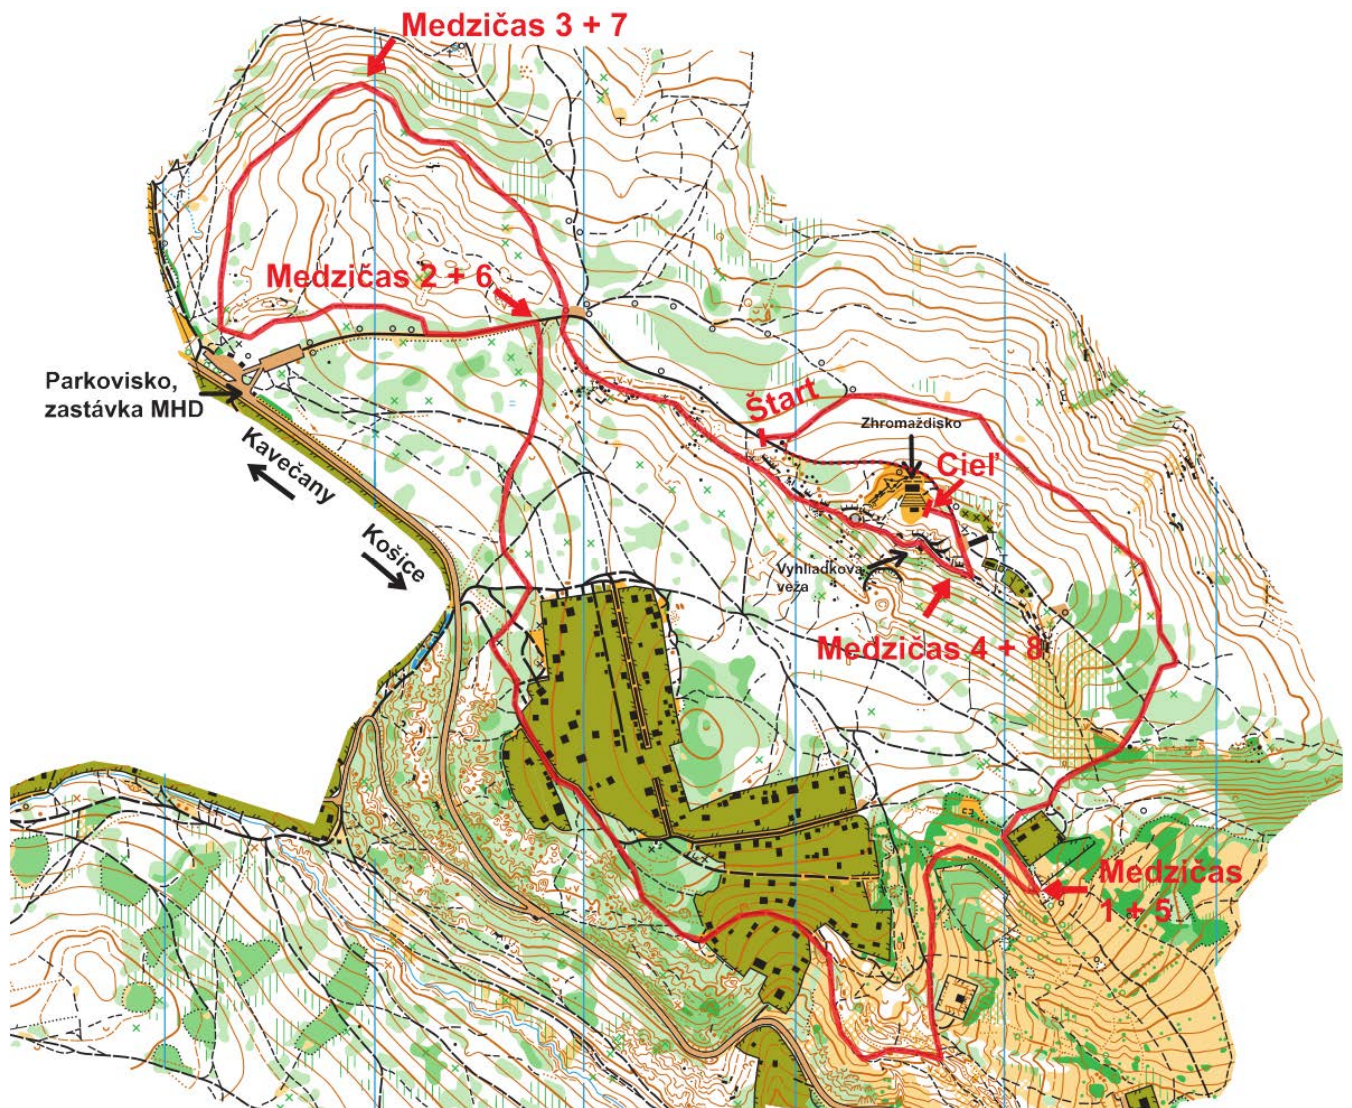 Medzičas 3 + 7
Medzičas 2 + 6
Parkovisko,
zastávka MHD
Kavečany
Košice
Štart
Zhromaždisko
Cieľ
Vyhliadková
veža
Medzičas 4 + 8
Medzičas
1 + 5